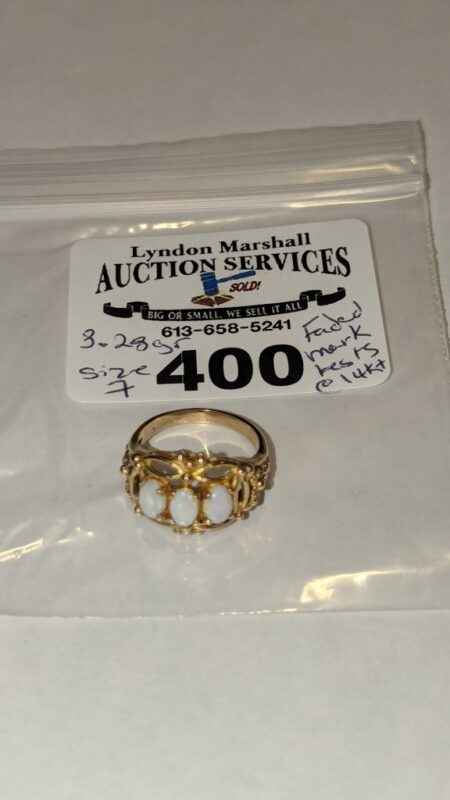 Lyndon Marshall
AUCTION SERVICES
SOLD!
BIG OR SMALL, WE SELL IT ALL
613-658-5241
3.28gr
size
7
400
Faded
mark
tests
@ 14kt